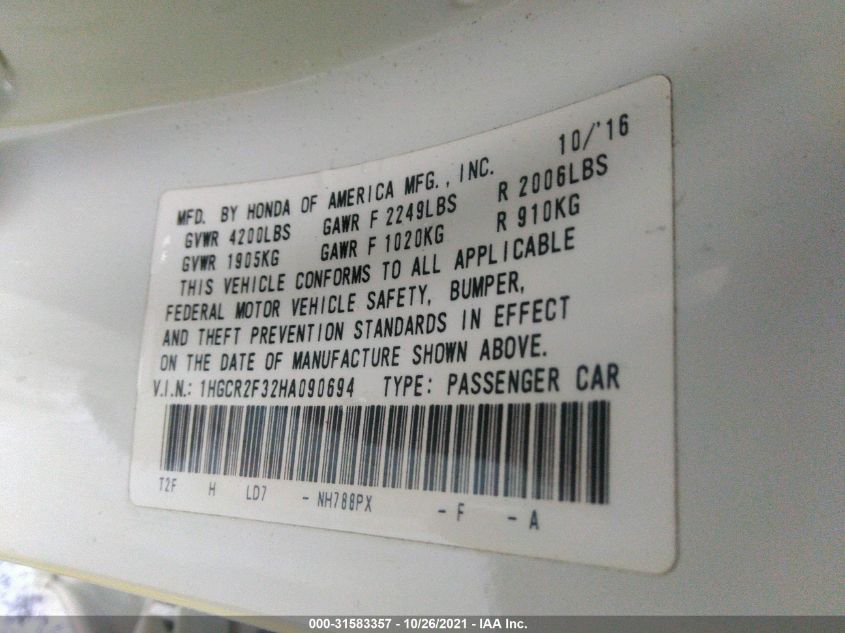 10/'16
MFD. BY HONDA OF AMERICA MFG., INC.
GVWR 4200LBS GAWR F 2249LBS R 2006LBS
GVWR 1905KG GAWR F 1020KG R 910KG
THIS VEHICLE CONFORMS TO ALL APPLICABLE
FEDERAL MOTOR VEHICLE SAFETY, BUMPER,
AND THEFT PREVENTION STANDARDS IN EFFECT
ON THE DATE OF MANUFACTURE SHOWN ABOVE.
V.I.N.: 1HGCR2F32HA090694 TYPE: PASSENGER CAR
T2F H LD7 - NH788PX - F - A
000-31583357 - 10/26/2021 - IAA Inc.